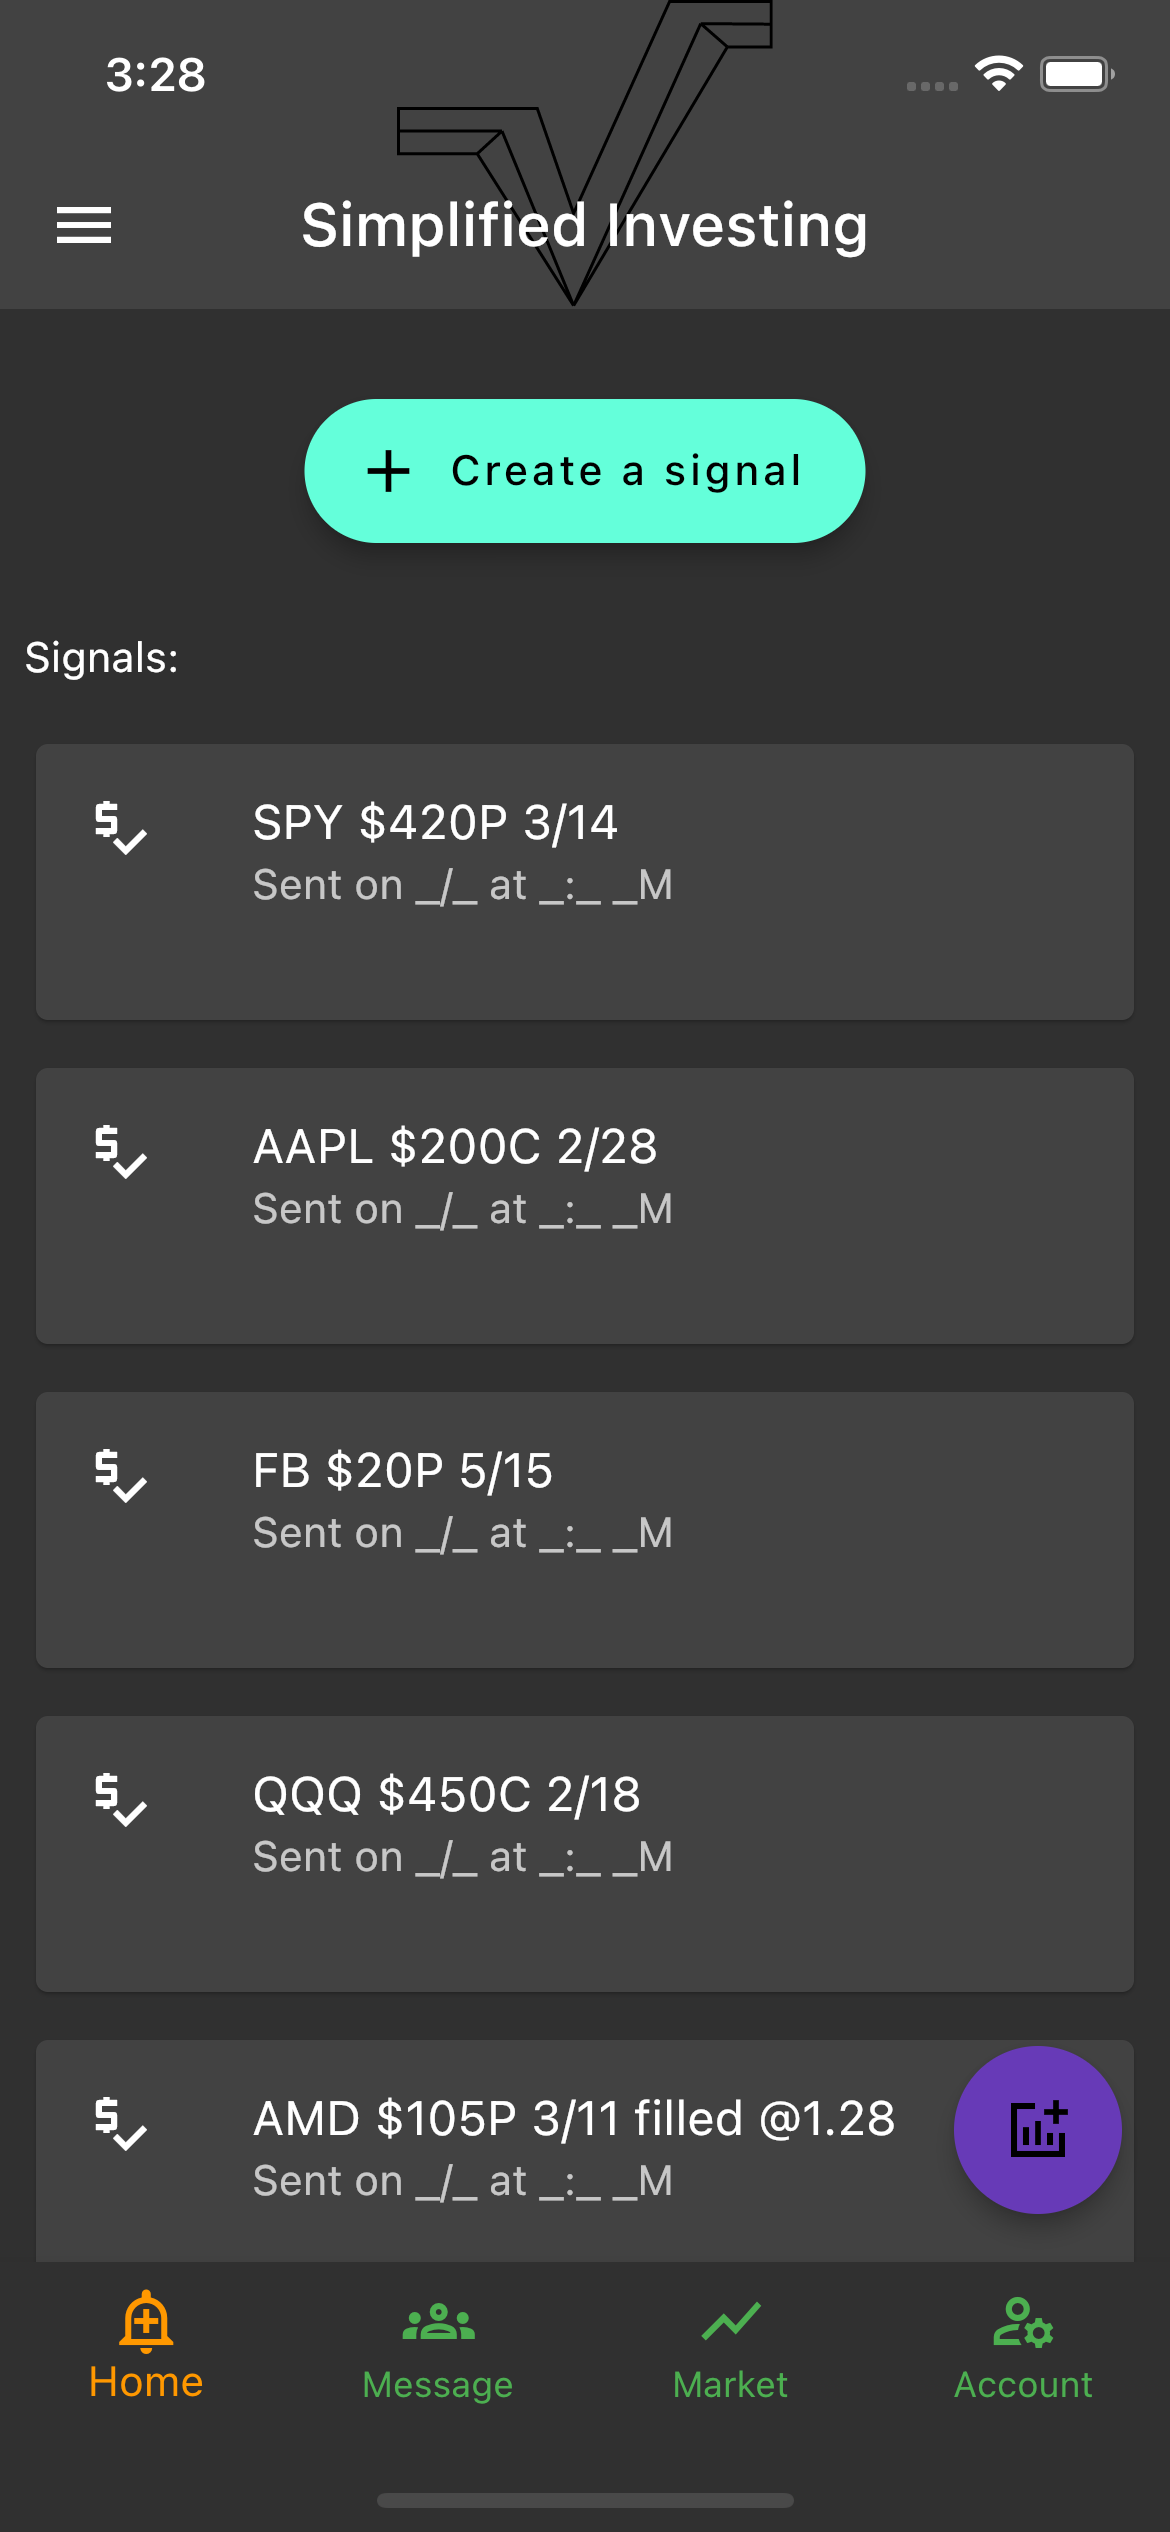 3:28
Simplified Investing
Create a signal
Signals:
SPY $420P 3/14
Sent on _/_ at _:_ _M
AAPL $200C 2/28
Sent on _/_ at _:_ _M
FB $20P 5/15
Sent on _/_ at _:_ _M
QQQ $450C 2/18
Sent on _/_ at _:_ _M
AMD $105P 3/11 filled @1.28
Sent on _/_ at _:_ _M
Home
Message
Market
Account